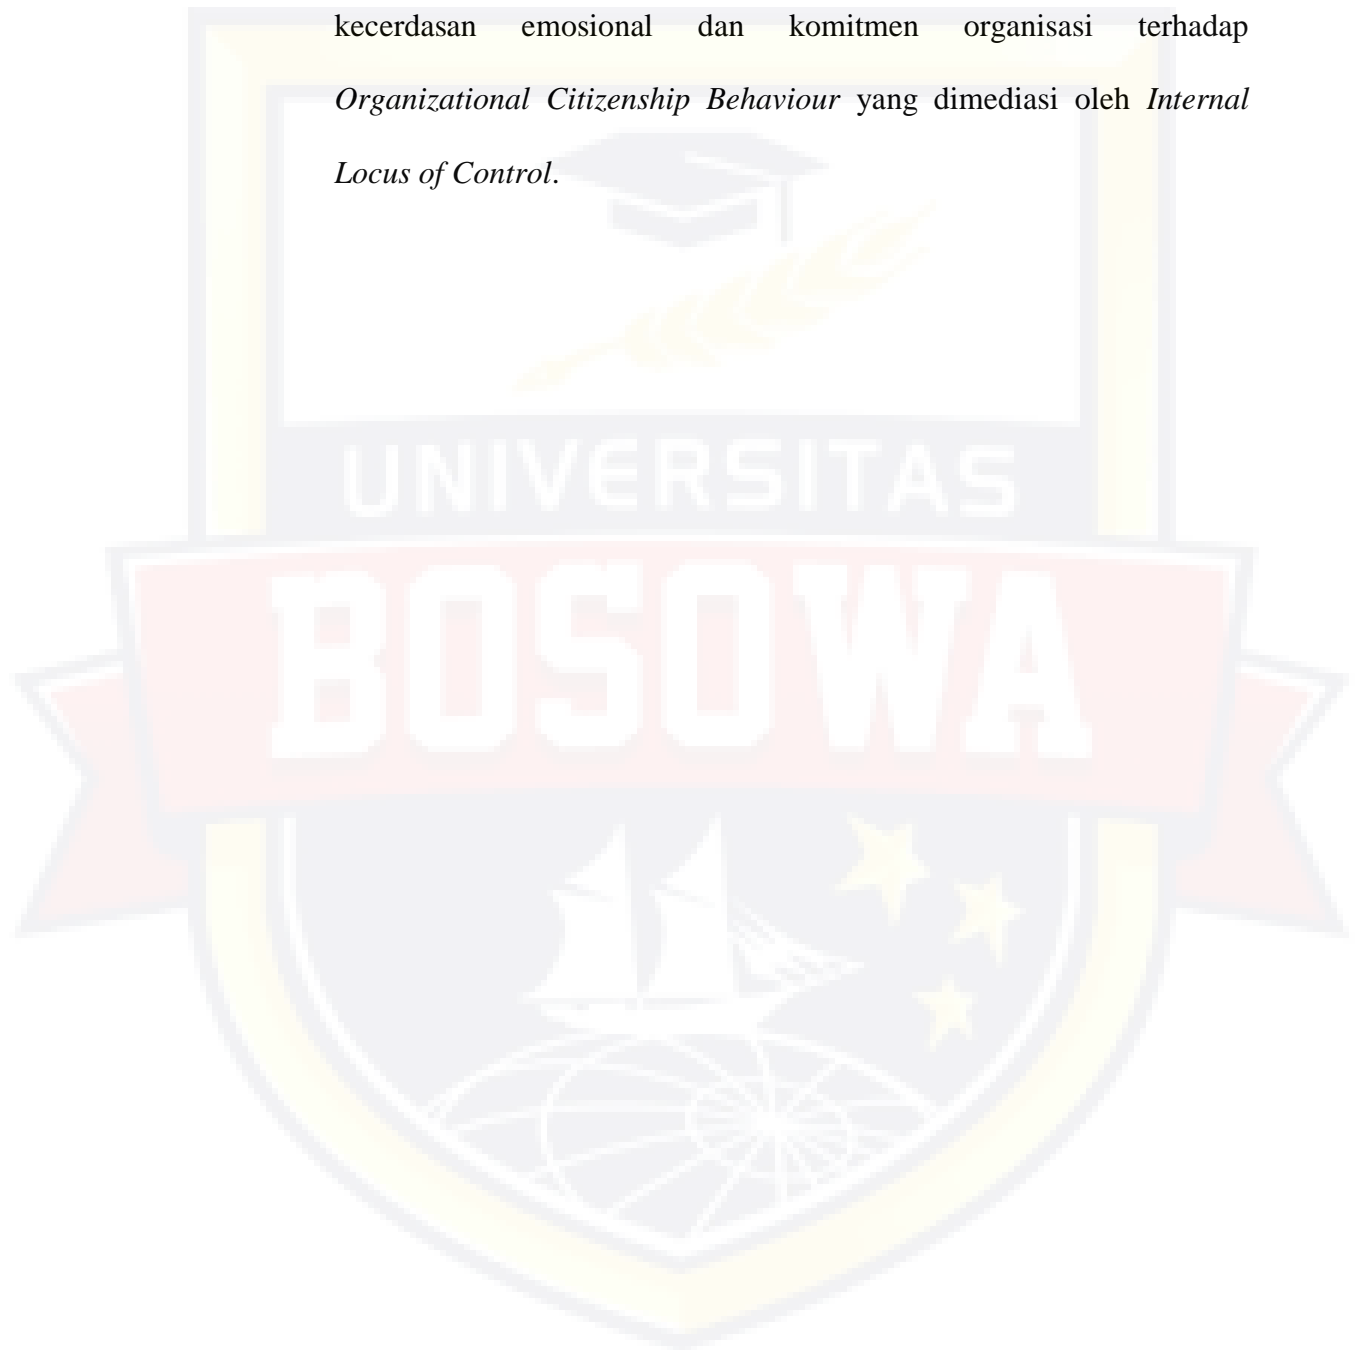 kecerdasan emosional dan komitmen organisasi terhadap
Organizational Citizenship Behaviour yang dimediasi oleh Internal
Locus of Control.
UNIVERSITAS
BOSOWA